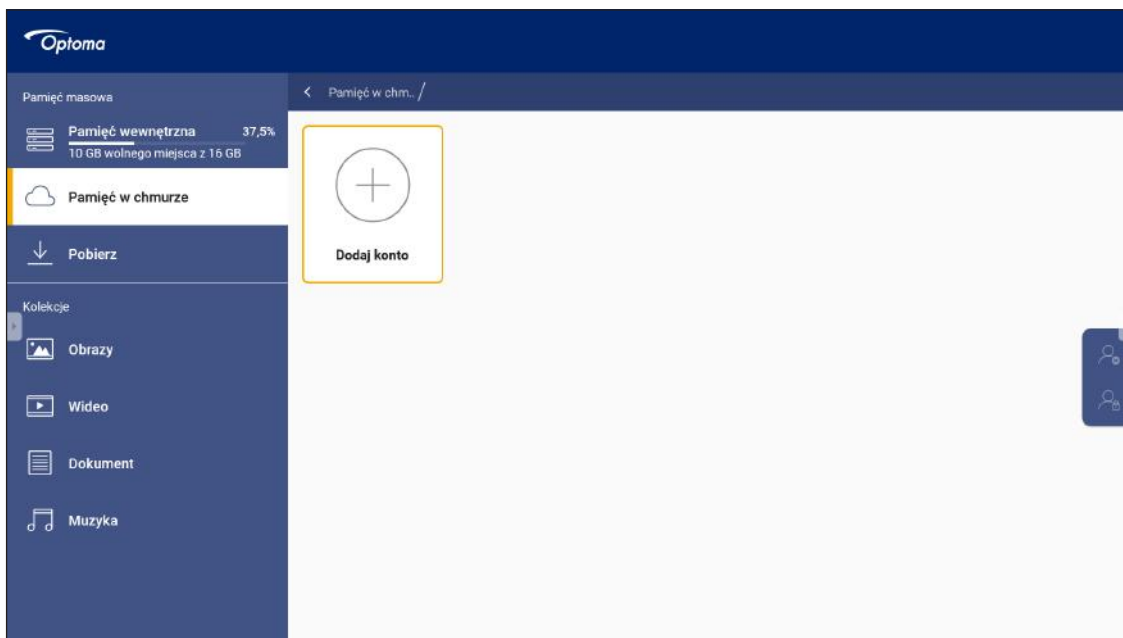 Optoma
Pamięć masowa
Pamięć w chm.. /
Pamięć wewnętrzna 37,5%
10 GB wolnego miejsca z 16 GB
Pamięć w chmurze
Pobierz
Dodaj konto
Kolekcje
Obrazy
Wideo
Dokument
Muzyka